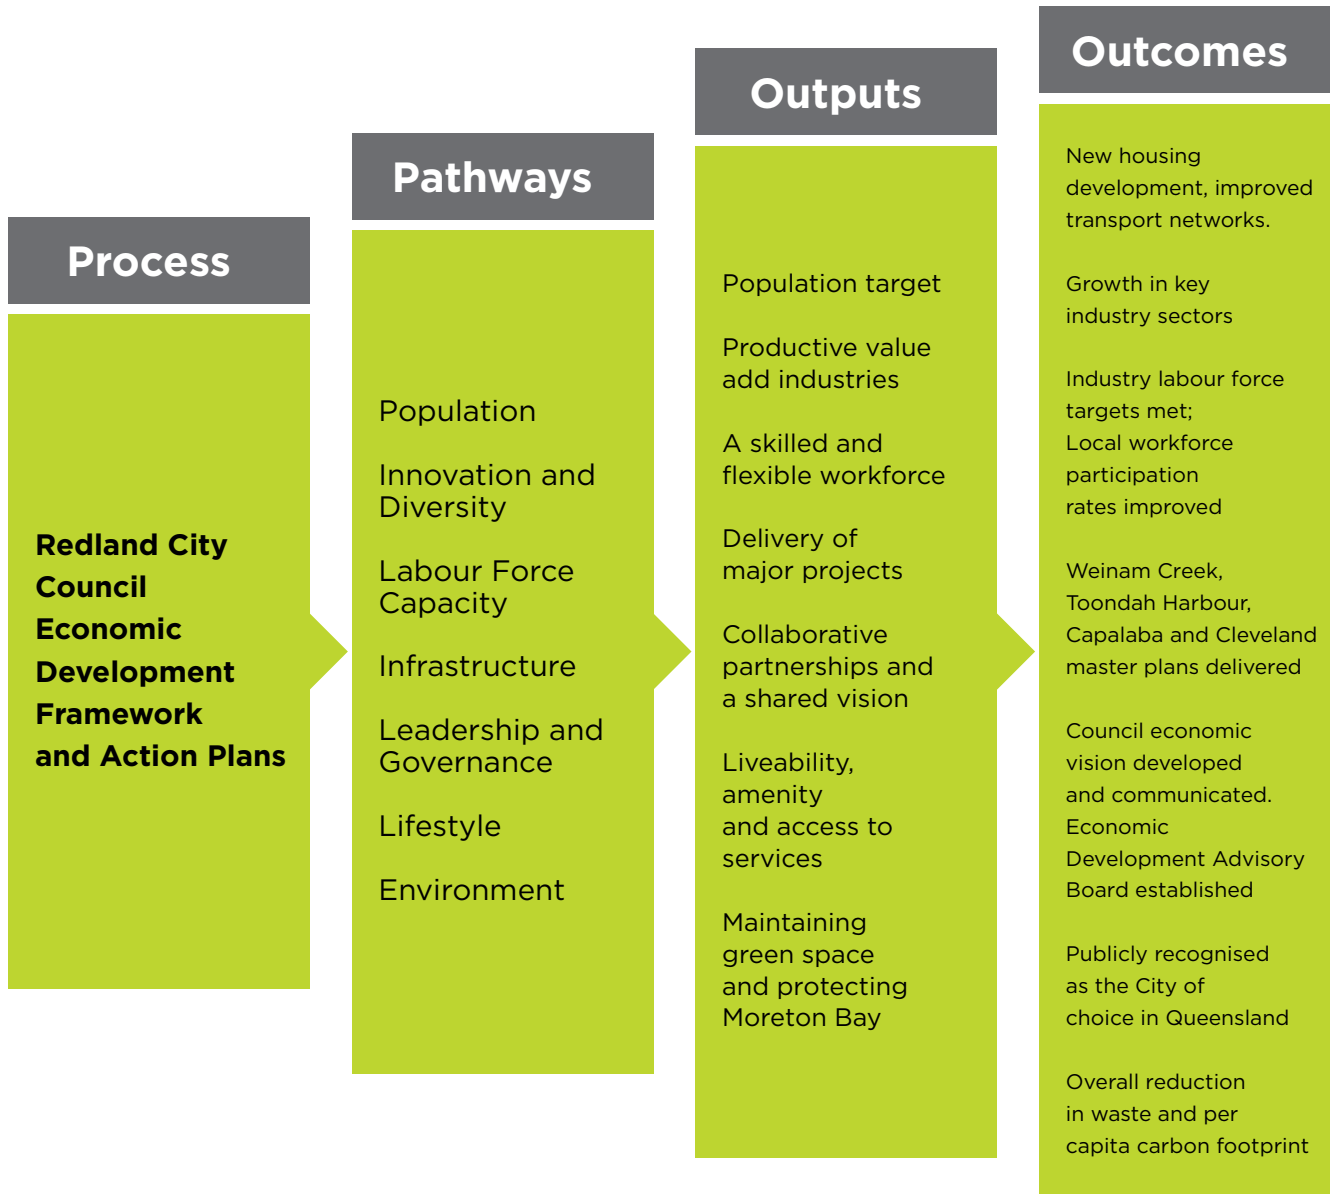 Process
Redland City
Council
Economic
Development
Framework
and Action Plans
Pathways
Population
Innovation and
Diversity
Labour Force
Capacity
Infrastructure
Leadership and
Governance
Lifestyle
Environment
Outputs
Population target
Productive value
add industries
A skilled and
flexible workforce
Delivery of
major projects
Collaborative
partnerships and
a shared vision
Liveability,
amenity
and access to
services
Maintaining
green space
and protecting
Moreton Bay
Outcomes
New housing
development, improved
transport networks.
Growth in key
industry sectors
Industry labour force
targets met;
Local workforce
participation
rates improved
Weinam Creek,
Toondah Harbour,
Capalaba and Cleveland
master plans delivered
Council economic
vision developed
and communicated.
Economic
Development Advisory
Board established
Publicly recognised
as the City of
choice in Queensland
Overall reduction
in waste and per
capita carbon footprint